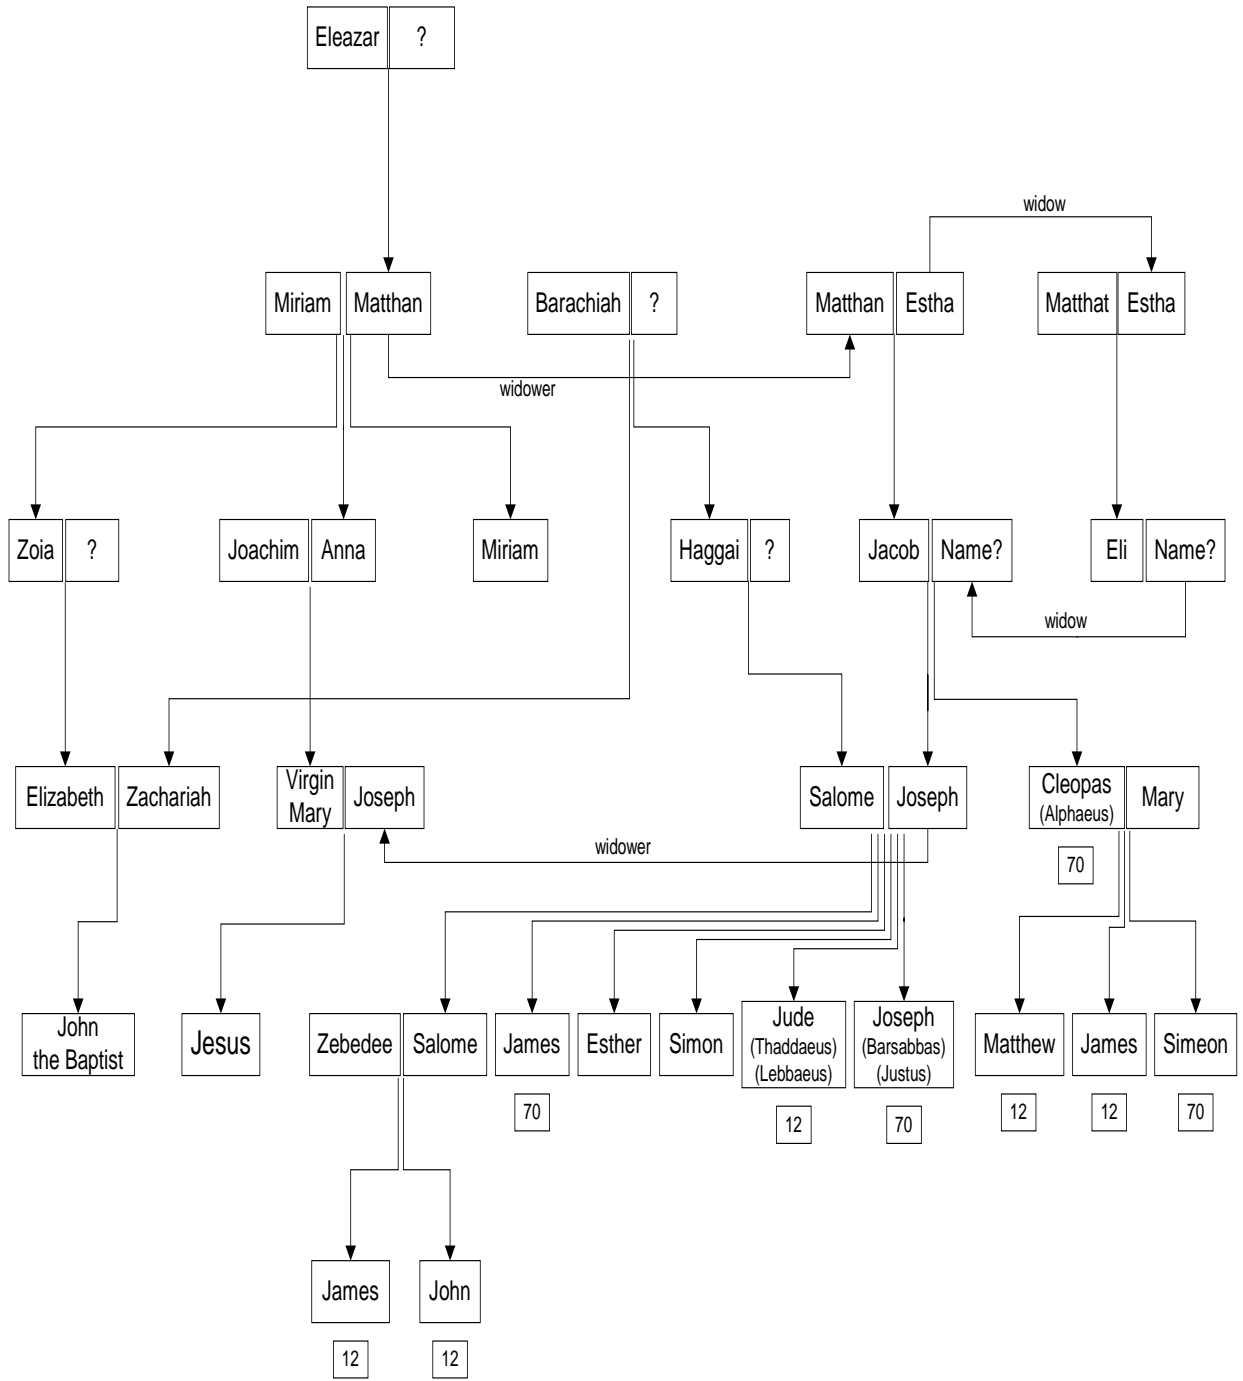 Eleazar
?
widow
Miriam
Matthan
Barachiah
?
Matthan
Estha
Matthat
Estha
widower
Zoia
?
Joachim
Anna
Miriam
Haggai
?
Jacob
Name?
Eli
Name?
widow
Elizabeth
Zachariah
Virgin
Mary
Joseph
Salome
Joseph
Cleopas
(Alphaeus)
Mary
widower
70
John
the Baptist
Jesus
Zebedee
Salome
James
Esther
Simon
Jude
(Thaddaeus)
(Lebbaeus)
Joseph
(Barsabbas)
(Justus)
Matthew
James
Simeon
70
12
70
12
12
70
James
John
12
12